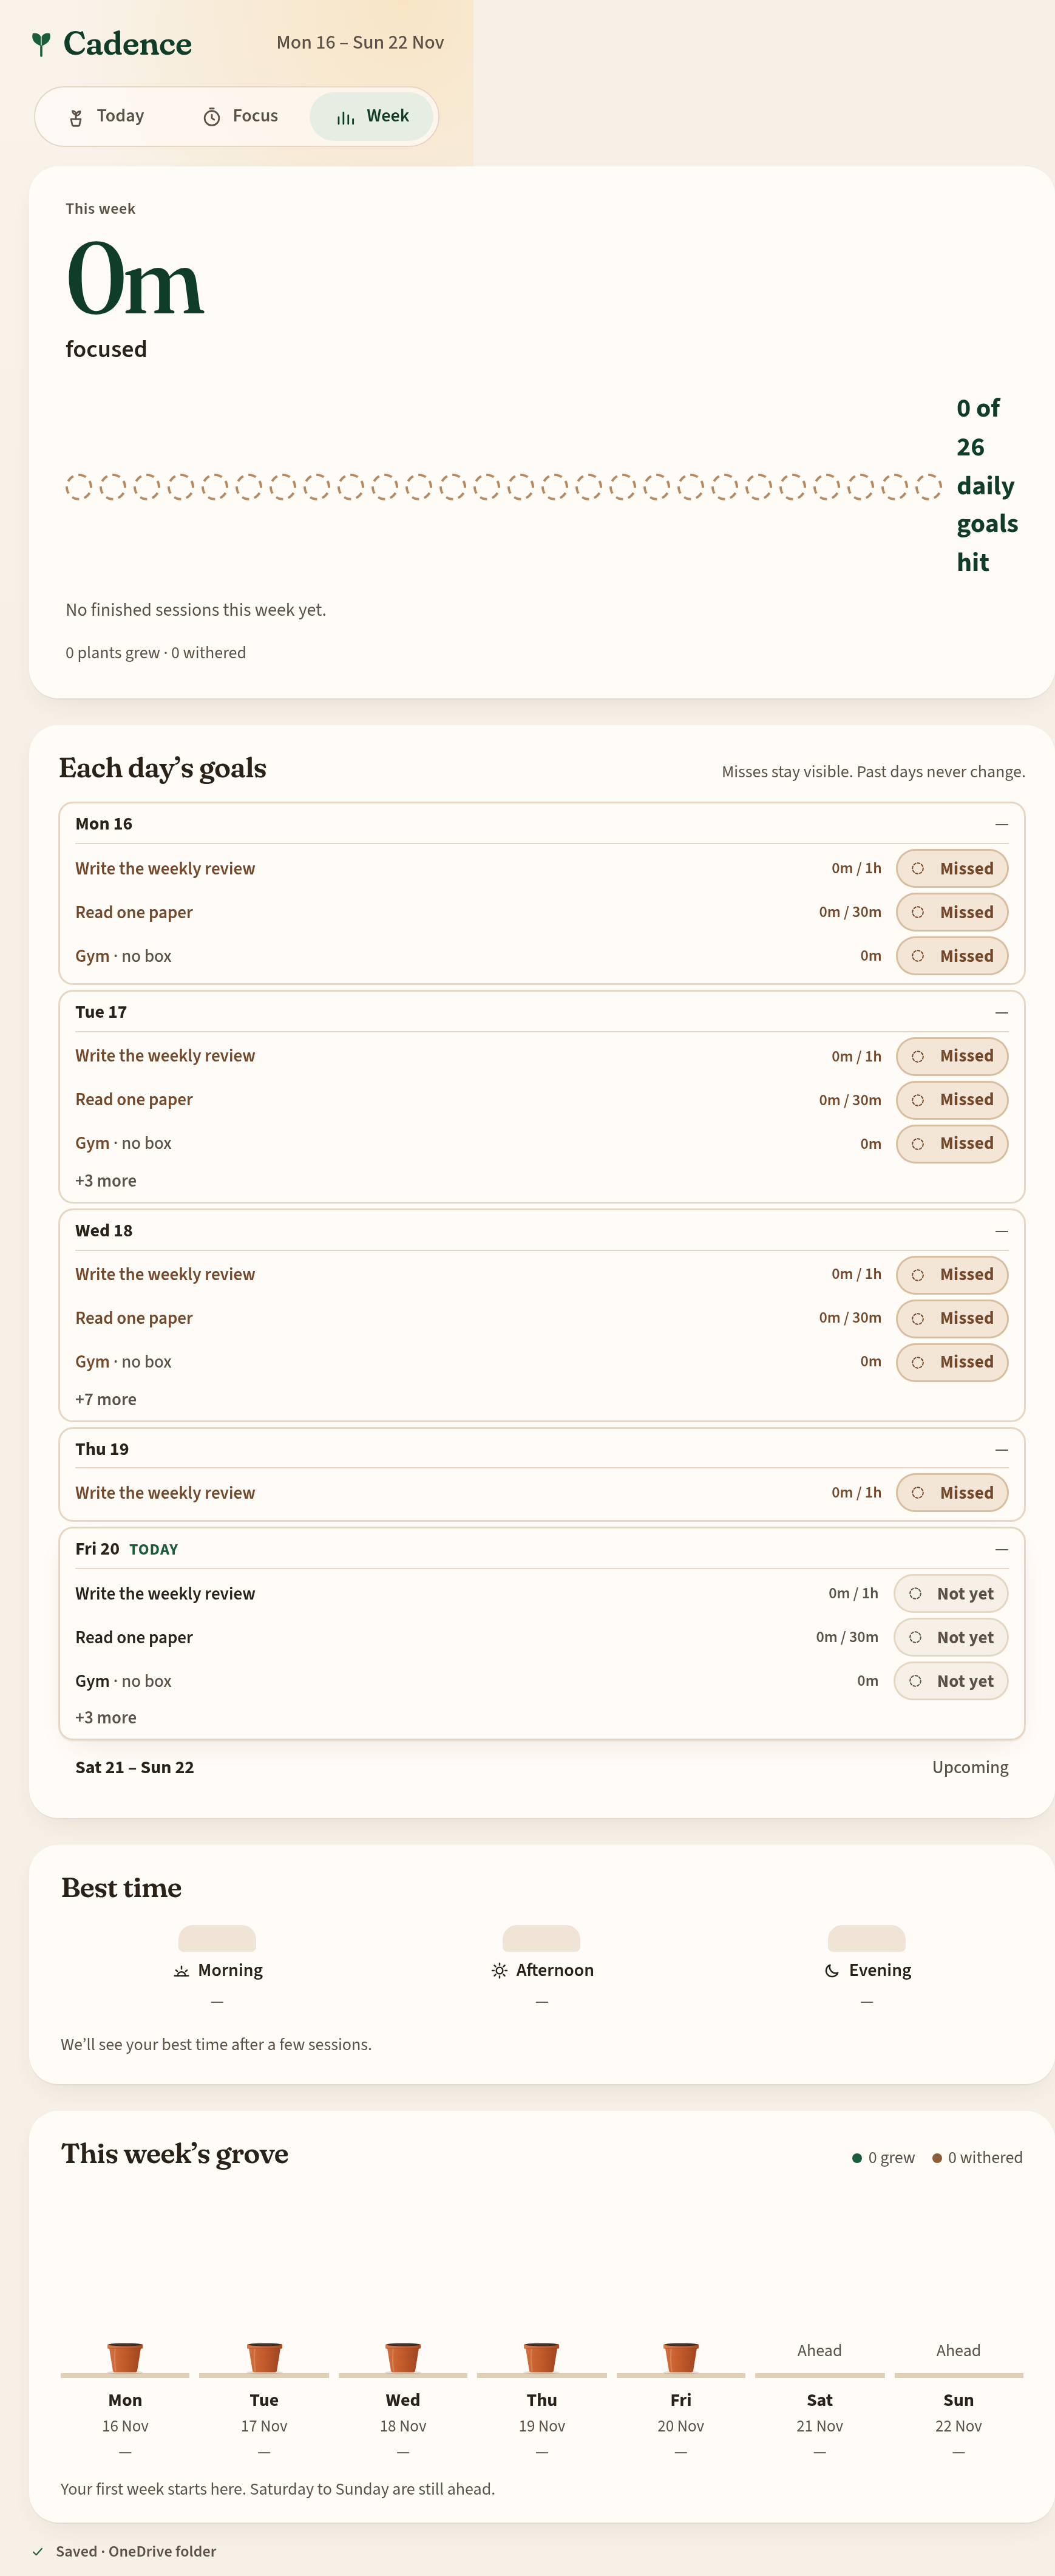 Cadence
Mon 16 – Sun 22 Nov
Today
Focus
Week
This week
0m
focused
0 of
26
daily
goals
hit
No finished sessions this week yet.
0 plants grew · 0 withered
Each day’s goals
Misses stay visible. Past days never change.
Mon 16 —
Write the weekly review 0m / 1h Missed
Read one paper 0m / 30m Missed
Gym · no box 0m Missed
Tue 17 —
Write the weekly review 0m / 1h Missed
Read one paper 0m / 30m Missed
Gym · no box 0m Missed
+3 more
Wed 18 —
Write the weekly review 0m / 1h Missed
Read one paper 0m / 30m Missed
Gym · no box 0m Missed
+7 more
Thu 19 —
Write the weekly review 0m / 1h Missed
Fri 20 TODAY —
Write the weekly review 0m / 1h Not yet
Read one paper 0m / 30m Not yet
Gym · no box 0m Not yet
+3 more
Sat 21 – Sun 22 Upcoming
Best time
Morning Afternoon Evening
— — —
We’ll see your best time after a few sessions.
This week’s grove
0 grew 0 withered
Ahead Ahead
Mon Tue Wed Thu Fri Sat Sun
16 Nov 17 Nov 18 Nov 19 Nov 20 Nov 21 Nov 22 Nov
— — — — — — —
Your first week starts here. Saturday to Sunday are still ahead.
Saved · OneDrive folder